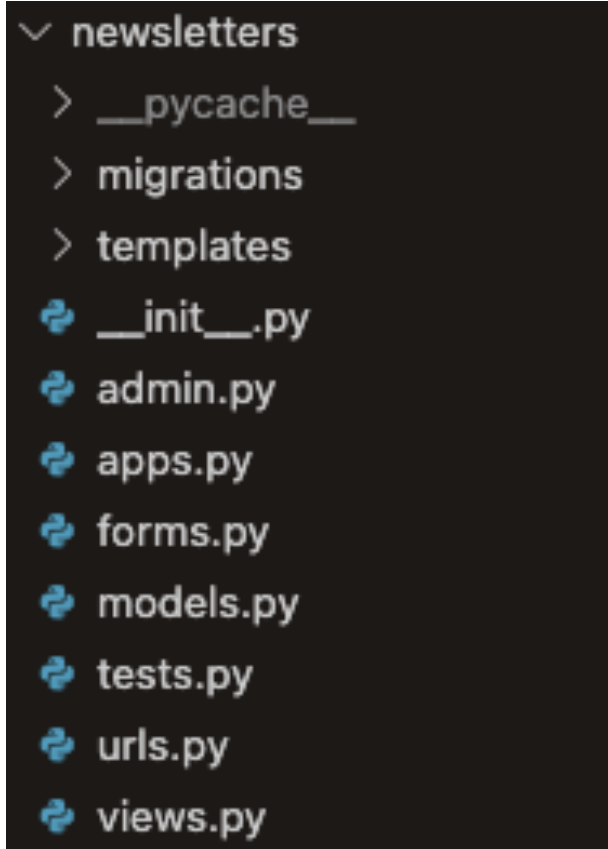 newsletters
__pycache__
migrations
templates
__init__.py
admin.py
apps.py
forms.py
models.py
tests.py
urls.py
views.py